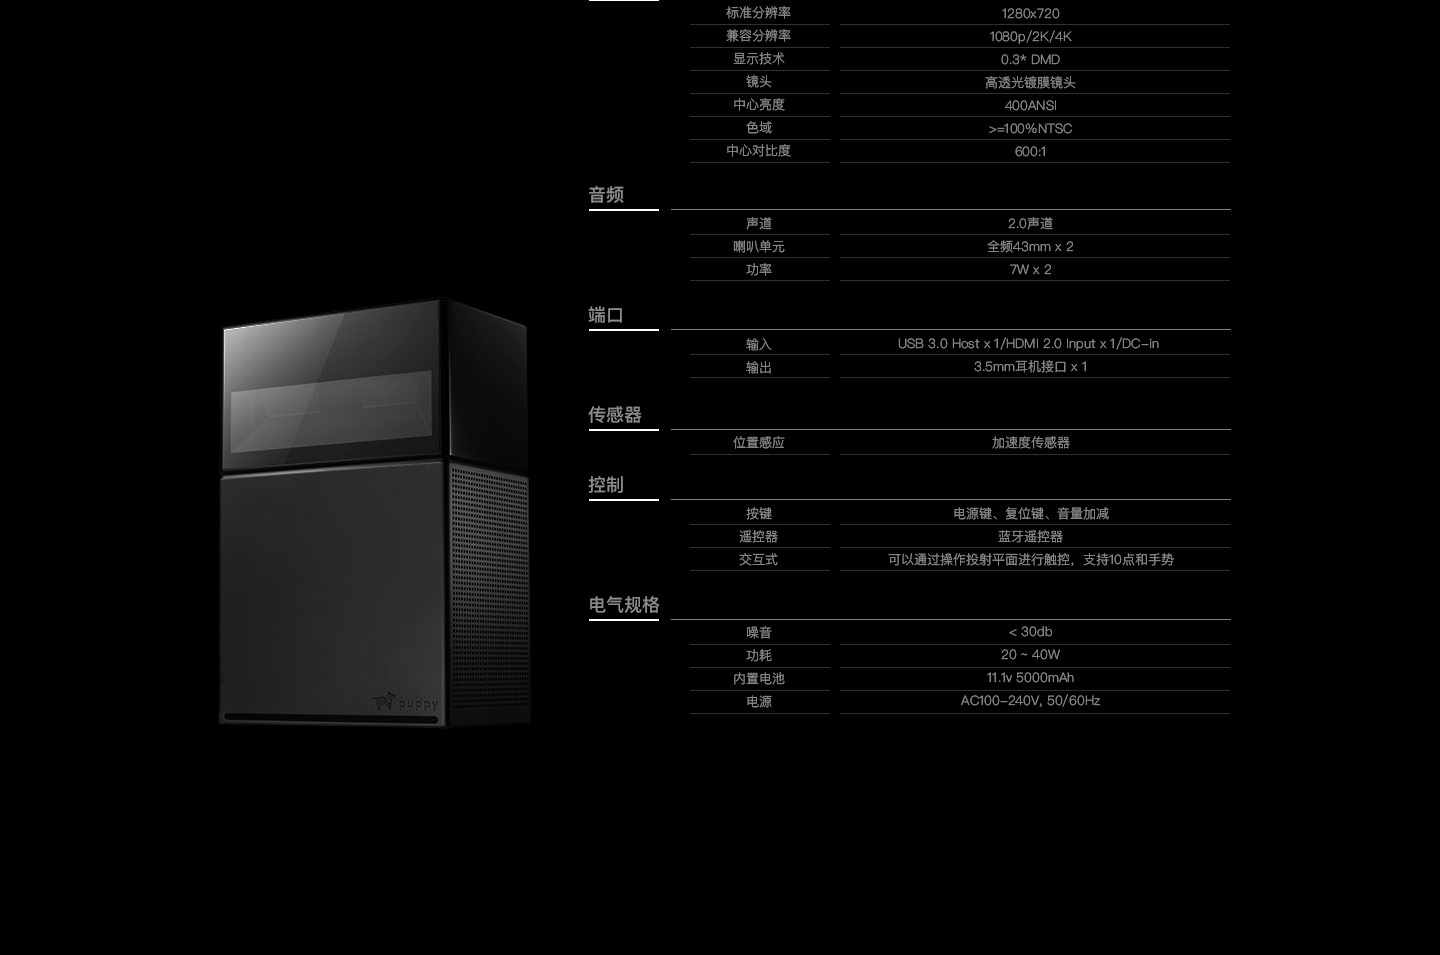 标准分辨率 1280x720
兼容分辨率 1080p/2K/4K
显示技术 0.3* DMD
镜头 高透光镀膜镜头
中心亮度 400ANSI
色域 >=100%NTSC
中心对比度 600:1
音频
声道 2.0声道
喇叭单元 全频43mm x 2
功率 7W x 2
端口
输入 USB 3.0 Host x 1/HDMI 2.0 Input x 1/DC-in
输出 3.5mm耳机接口 x 1
传感器
位置感应 加速度传感器
控制
按键 电源键、复位键、音量加减
遥控器 蓝牙遥控器
交互式 可以通过操作投射平面进行触控，支持10点和手势
电气规格
噪音 < 30db
功耗 20 ~ 40W
内置电池 11.1v 5000mAh
电源 AC100-240V, 50/60Hz
puppy